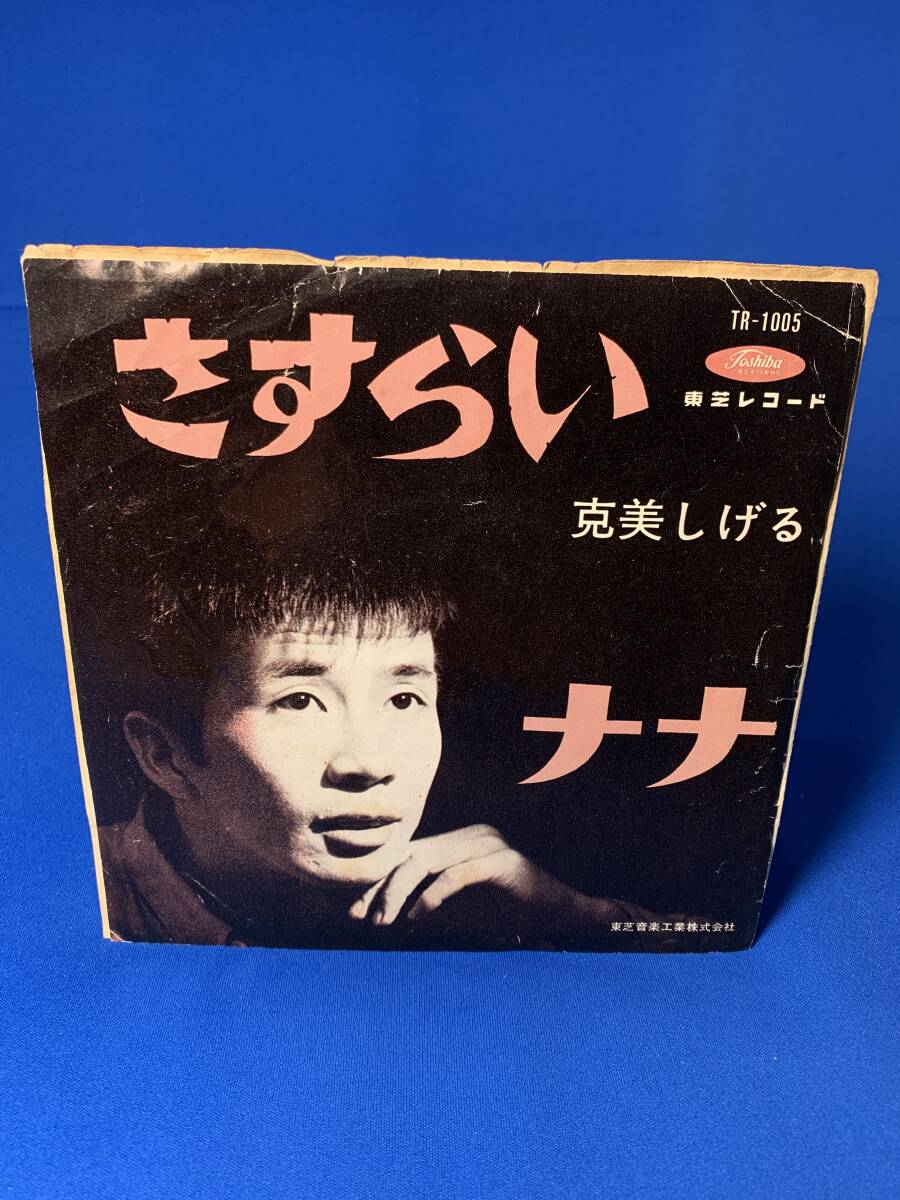 TR-1005
さすらい
Toshiba
RECORDS
東芝レコード
克美しげる
ナナ
東芝音楽工業株式会社